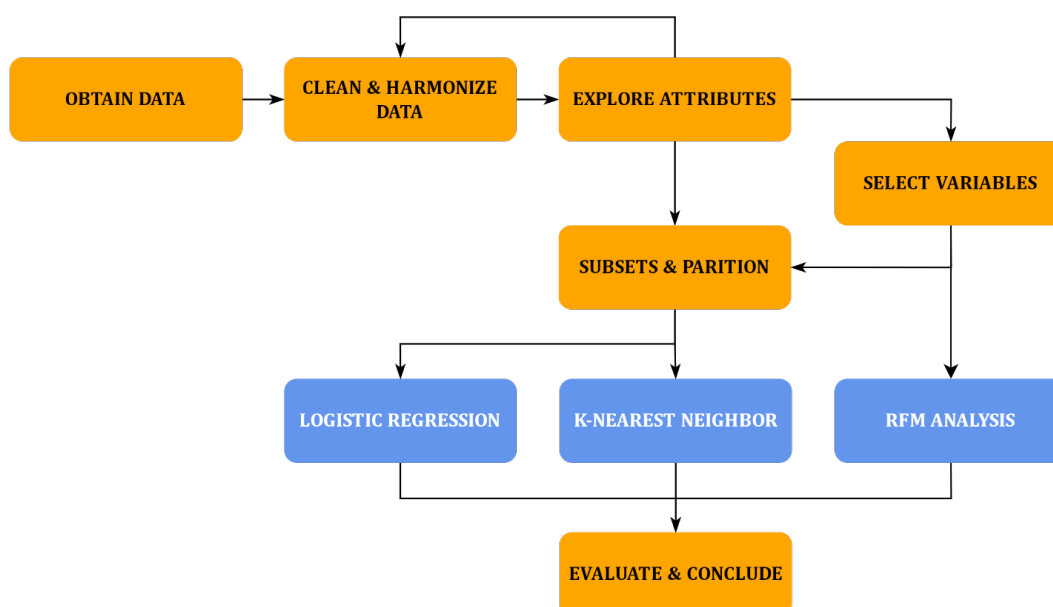 OBTAIN DATA
CLEAN & HARMONIZE
DATA
EXPLORE ATTRIBUTES
SELECT VARIABLES
SUBSETS & PARITION
LOGISTIC REGRESSION
K-NEAREST NEIGHBOR
RFM ANALYSIS
EVALUATE & CONCLUDE